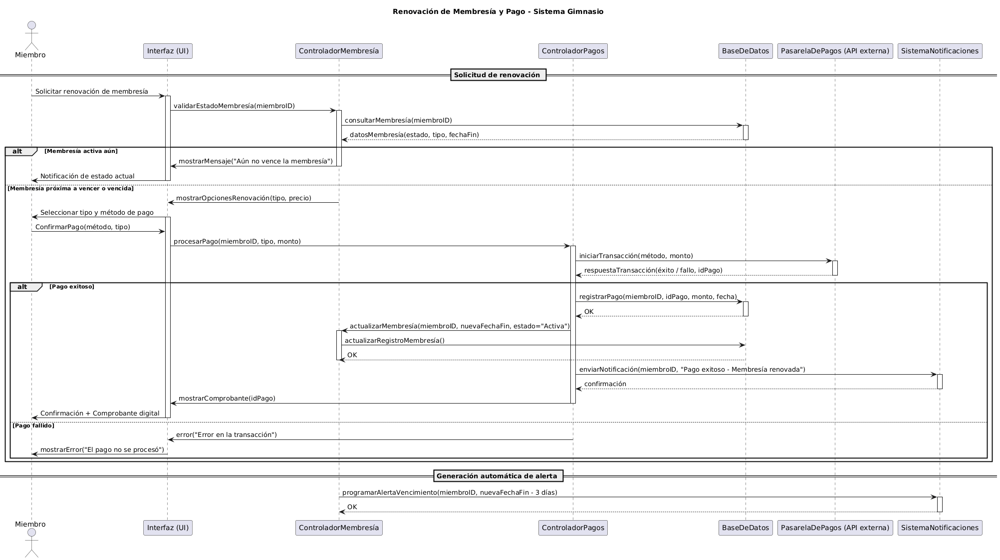 Renovación de Membresía y Pago - Sistema Gimnasio
Miembro
Interfaz (UI)
ControladorMembresía
ControladorPagos
BaseDeDatos
PasarelaDePagos (API externa)
SistemaNotificaciones
Solicitud de renovación
Solicitar renovación de membresía
validarEstadoMembresía(miembroID)
consultarMembresía(miembroID)
datosMembresía(estado, tipo, fechaFin)
alt [Membresía activa aún]
mostrarMensaje("Aún no vence la membresía")
Notificación de estado actual
[Membresía próxima a vencer o vencida]
mostrarOpcionesRenovación(tipo, precio)
Seleccionar tipo y método de pago
ConfirmarPago(método, tipo)
procesarPago(miembroID, tipo, monto)
iniciarTransacción(método, monto)
respuestaTransacción(éxito / fallo, idPago)
alt [Pago exitoso]
registrarPago(miembroID, idPago, monto, fecha)
OK
actualizarMembresía(miembroID, nuevaFechaFin, estado="Activa")
actualizarRegistroMembresía()
OK
enviarNotificación(miembroID, "Pago exitoso - Membresía renovada")
confirmación
mostrarComprobante(idPago)
Confirmación + Comprobante digital
[Pago fallido]
error("Error en la transacción")
mostrarError("El pago no se procesó")
Generación automática de alerta
programarAlertaVencimiento(miembroID, nuevaFechaFin - 3 días)
OK
Miembro
Interfaz (UI)
ControladorMembresía
ControladorPagos
BaseDeDatos
PasarelaDePagos (API externa)
SistemaNotificaciones